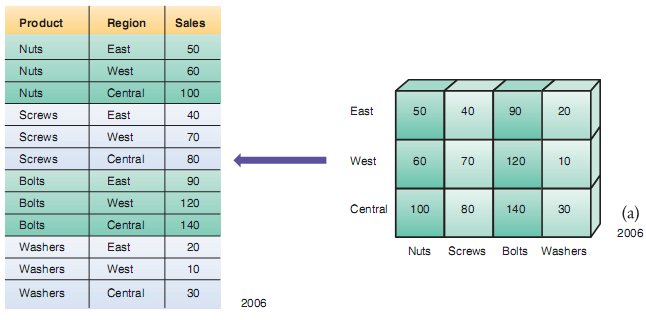 Product Region Sales
Nuts East 50
Nuts West 60
Nuts Central 100
Screws East 40
Screws West 70
Screws Central 80
Bolts East 90
Bolts West 120
Bolts Central 140
Washers East 20
Washers West 10
Washers Central 30
2006
East 50 40 90 20
West 60 70 120 10
Central 100 80 140 30
Nuts Screws Bolts Washers
(a)
2006